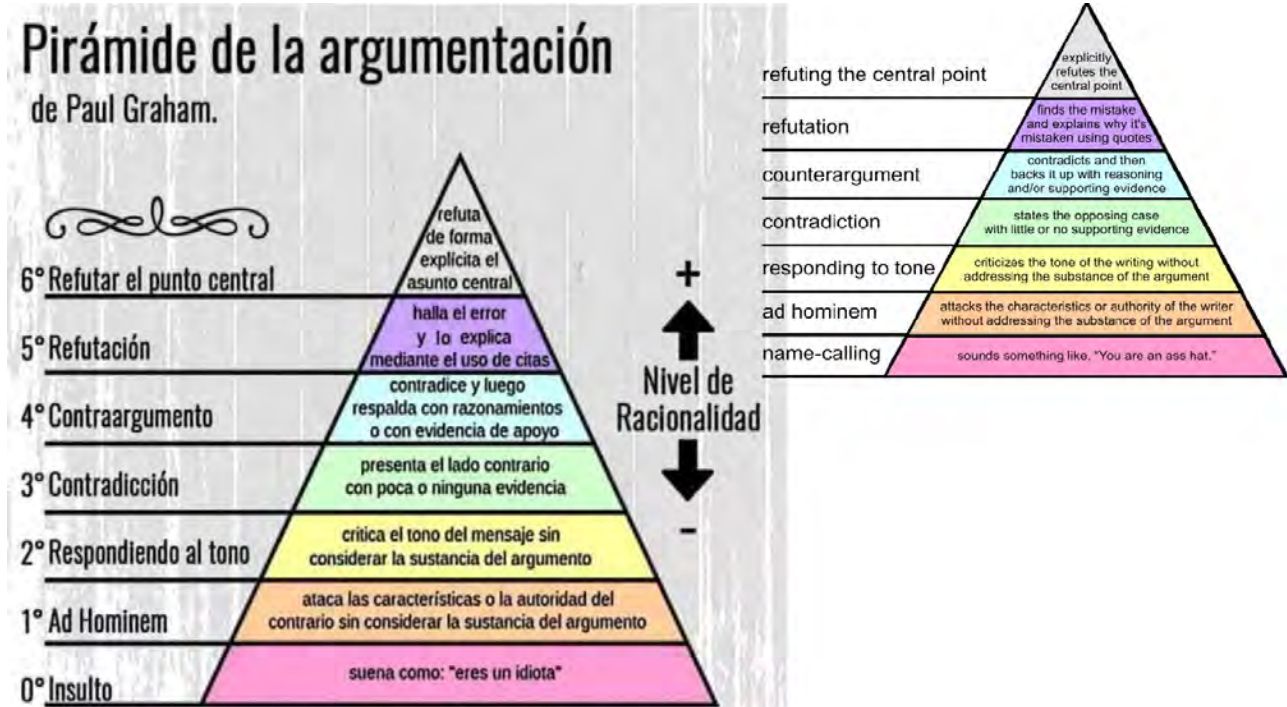 Pirámide de la argumentación
de Paul Graham.
refuta
de forma
explícita el
asunto central
6° Refutar el punto central
halla el error
y lo explica
mediante el uso de citas
5° Refutación
contradice y luego
respalda con razonamientos
o con evidencia de apoyo
4° Contraargumento
presenta el lado contrario
con poca o ninguna evidencia
3° Contradicción
critica el tono del mensaje sin
considerar la sustancia del argumento
2° Respondiendo al tono
ataca las características o la autoridad del
contrario sin considerar la sustancia del argumento
1° Ad Hominem
suena como: "eres un idiota"
0° Insulto
+
Nivel de
Racionalidad
-
explicitly
refutes the
central point
refuting the central point
finds the mistake
and explains why it's
mistaken using quotes
refutation
contradicts and then
backs it up with reasoning
and/or supporting evidence
counterargument
states the opposing case
with little or no supporting evidence
contradiction
criticizes the tone of the writing without
addressing the substance of the argument
responding to tone
attacks the characteristics or authority of the writer
without addressing the substance of the argument
ad hominem
sounds something like, "You are an ass hat."
name-calling